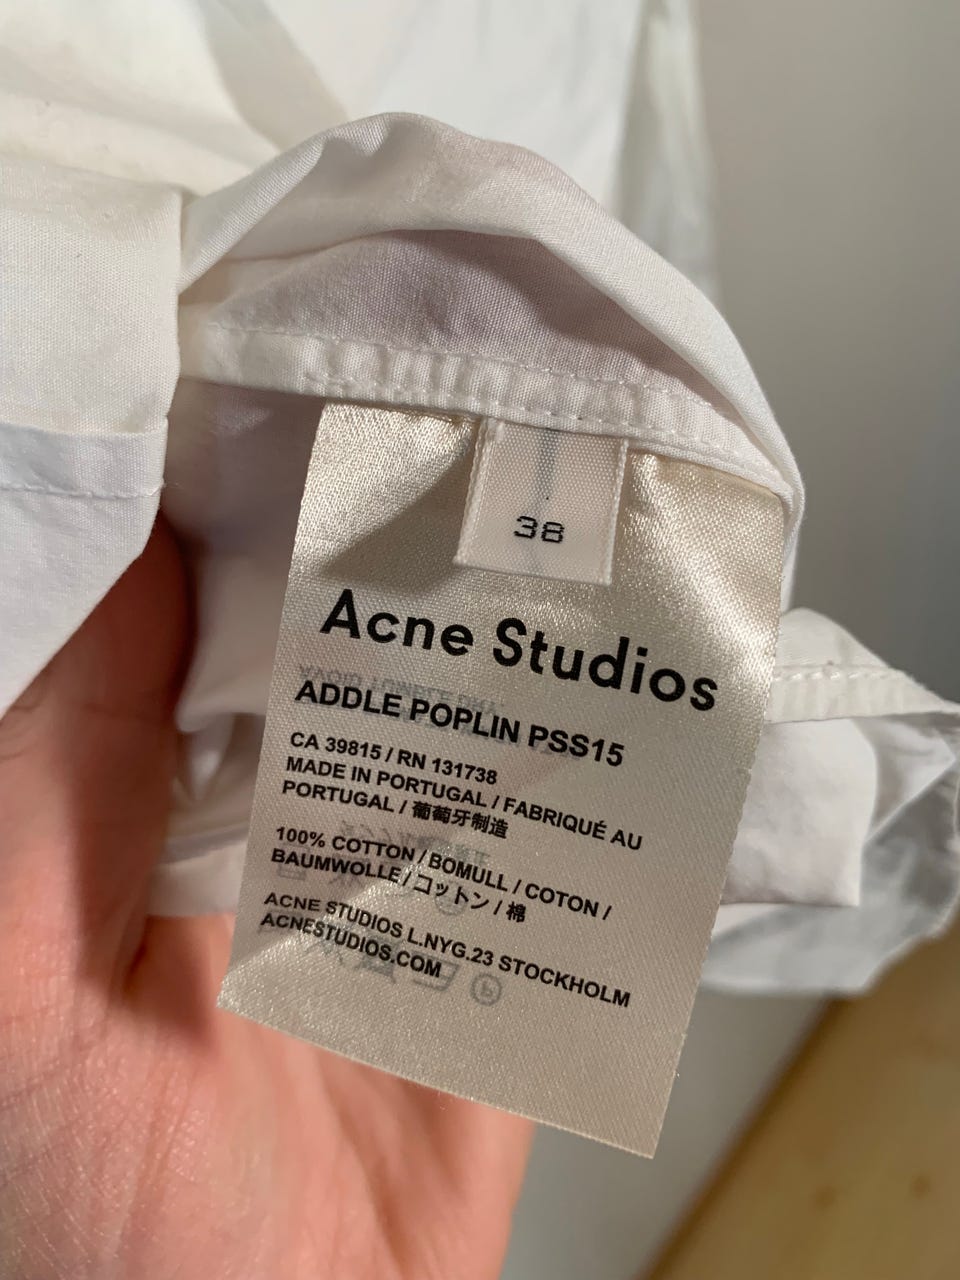 38
Acne Studios
ADDLE POPLIN PSS15
CA 39815 / RN 131738
MADE IN PORTUGAL / FABRIQUÉ AU
PORTUGAL / 葡萄牙制造
100% COTTON / BOMULL / COTON /
BAUMWOLLE / コットン / 棉
ACNE STUDIOS L.NYG.23 STOCKHOLM
ACNESTUDIOS.COM